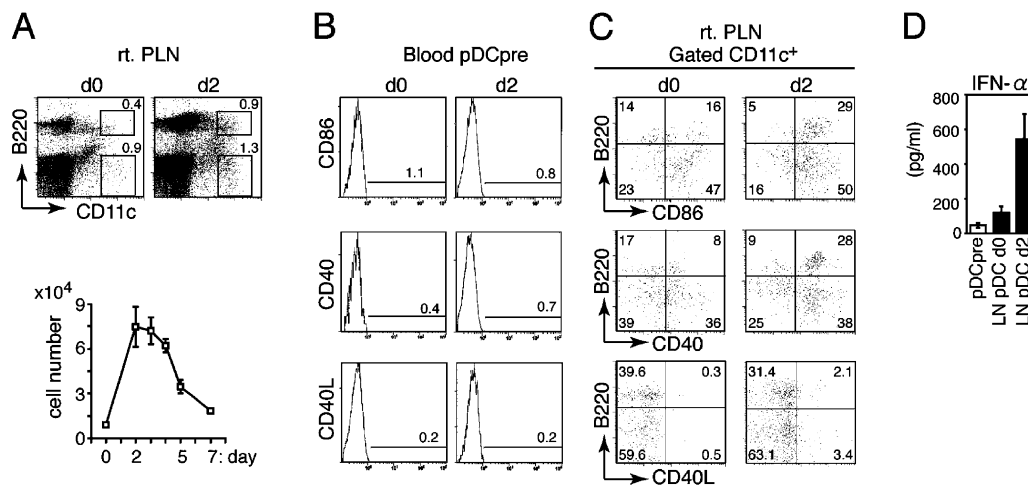 A
rt. PLN
d0
d2
0.4
0.9
0.9
1.3
B220
CD11c
x10⁴
cell number
9
6
3
0
0
2
5
7: day
B
Blood pDCpre
d0
d2
CD86
1.1
0.8
CD40
0.4
0.7
CD40L
0.2
0.2
C
rt. PLN
Gated CD11c⁺
d0
d2
B220
14
16
23
47
5
29
16
50
CD86
B220
17
8
39
36
9
28
25
38
CD40
B220
39.6
0.3
59.6
0.5
31.4
2.1
63.1
3.4
CD40L
D
IFN-α
(pg/ml)
800
600
400
200
0
pDCpre
LN pDC d0
LN pDC d2